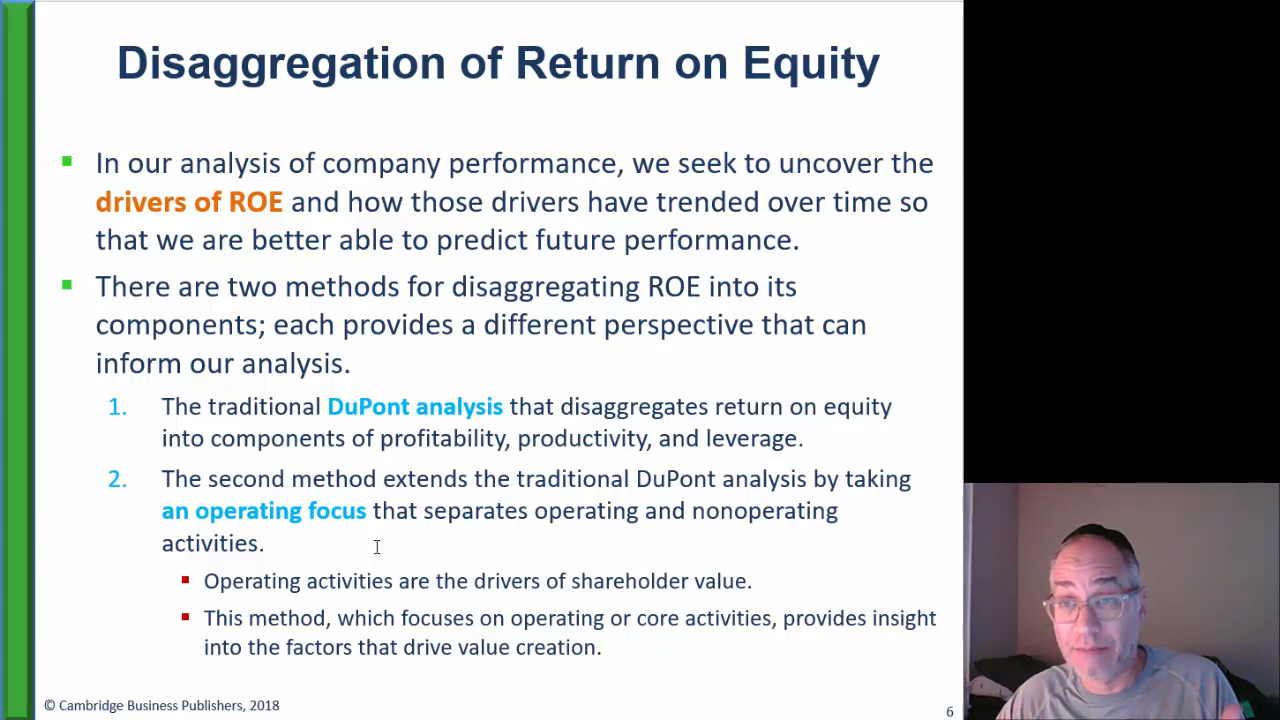 Disaggregation of Return on Equity
In our analysis of company performance, we seek to uncover the
drivers of ROE and how those drivers have trended over time so
that we are better able to predict future performance.
There are two methods for disaggregating ROE into its
components; each provides a different perspective that can
inform our analysis.
1. The traditional DuPont analysis that disaggregates return on equity
into components of profitability, productivity, and leverage.
2. The second method extends the traditional DuPont analysis by taking
an operating focus that separates operating and nonoperating
activities.
Operating activities are the drivers of shareholder value.
This method, which focuses on operating or core activities, provides insight
into the factors that drive value creation.
© Cambridge Business Publishers, 2018
6